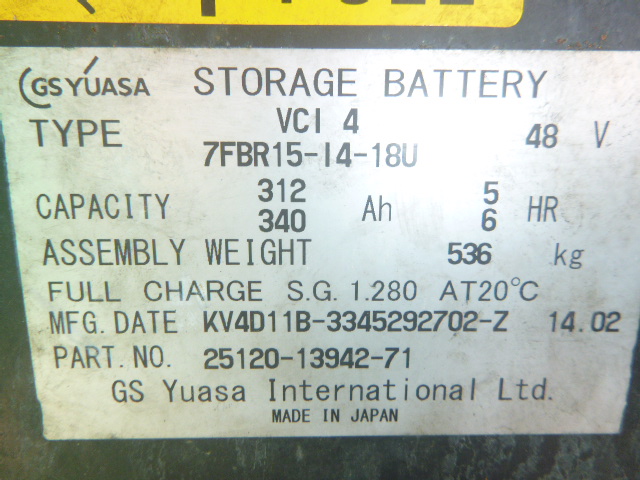 GS YUASA STORAGE BATTERY
TYPE VCI 4 48 V
7FBR15-I4-18U
CAPACITY 312 Ah 5 HR
340 6
ASSEMBLY WEIGHT 536 kg
FULL CHARGE S.G. 1.280 AT20℃
MFG. DATE KV4D11B-3345292702-Z 14.02
PART. NO. 25120-13942-71
GS Yuasa International Ltd.
MADE IN JAPAN